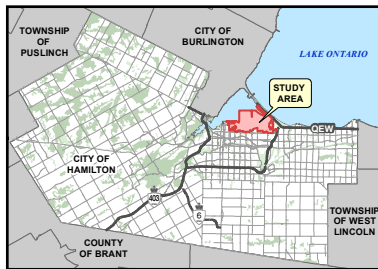 TOWNSHIP
OF
PUSLINCH
CITY OF
BURLINGTON
LAKE ONTARIO
STUDY
AREA
QEW
CITY OF
HAMILTON
403
6
TOWNSHIP
OF WEST
LINCOLN
COUNTY
OF BRANT